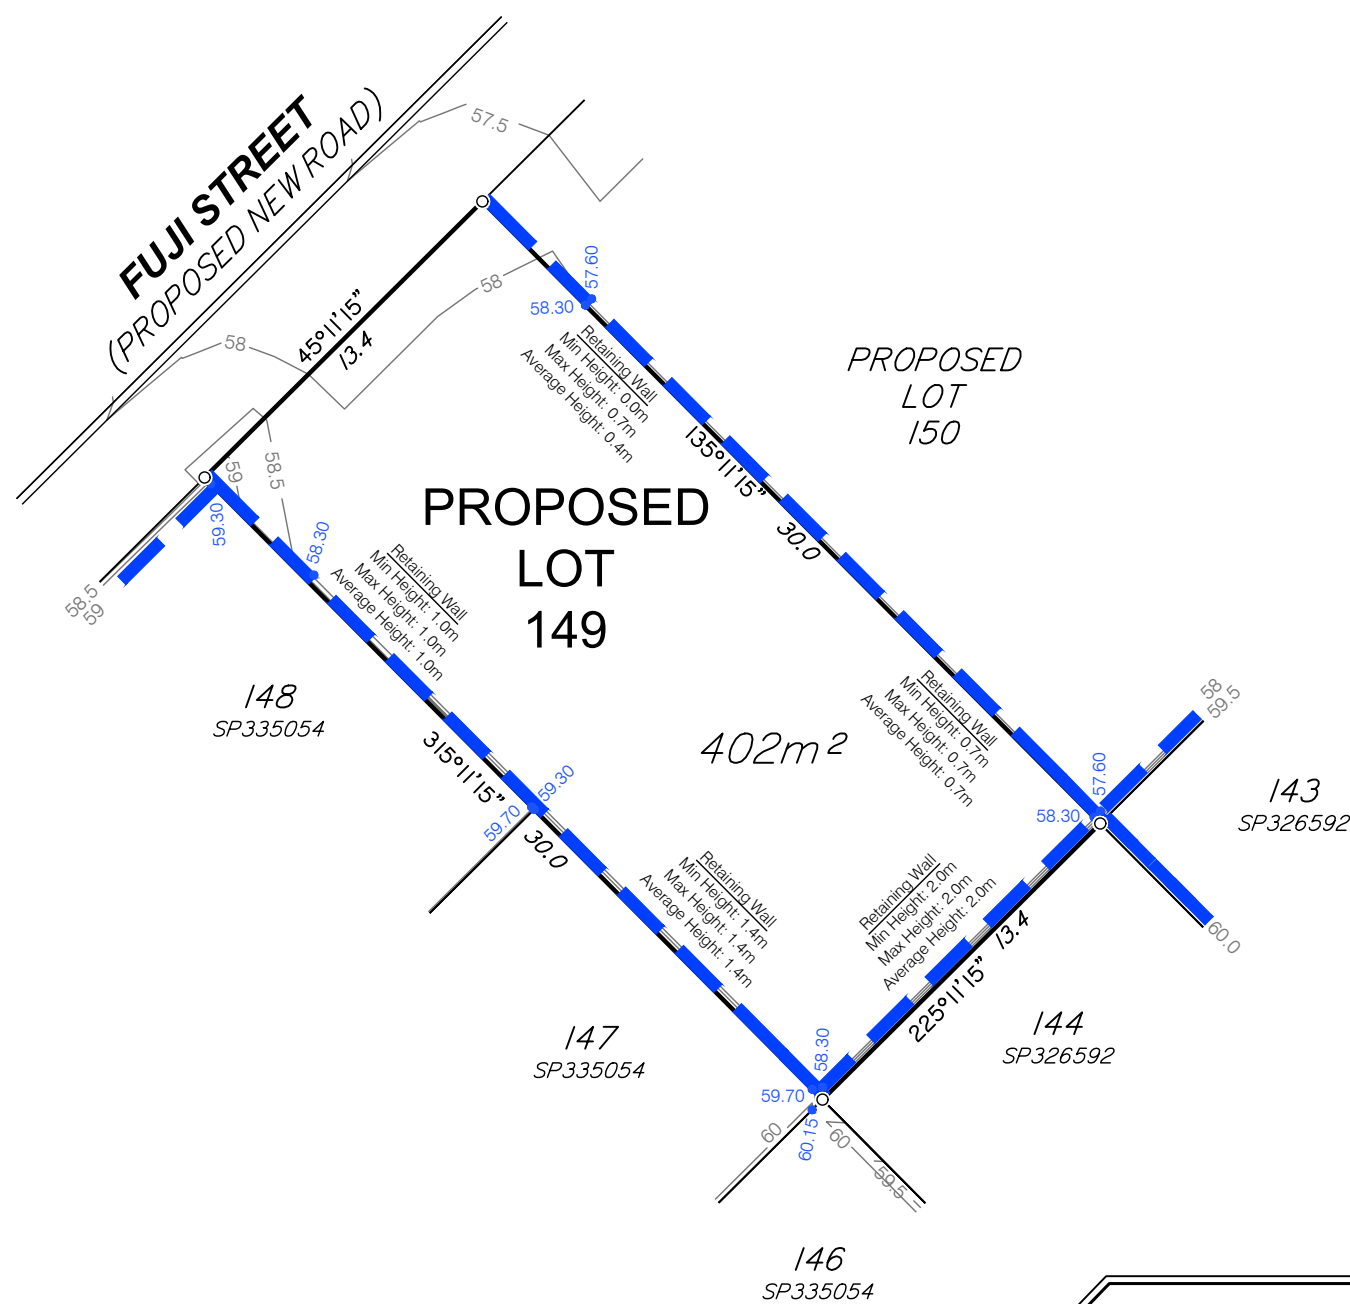 57.5
FUJI STREET
(PROPOSED NEW ROAD)
58
58
57.60
58.30
45°11'15"
13.4
Retaining Wall
Min Height: 0.0m
Max Height: 0.7m
Average Height: 0.4m
PROPOSED
LOT
150
135°11'15"
30.0
59
58.5
59.30
58.30
PROPOSED
LOT
149
Retaining Wall
Min Height: 1.0m
Max Height: 1.0m
Average Height: 1.0m
58.5
59
148
SP335054
402m²
315°11'15"
30.0
59.30
59.70
Retaining Wall
Min Height: 0.7m
Max Height: 0.7m
Average Height: 0.7m
58
59.5
57.60
58.30
143
SP326592
Retaining Wall
Min Height: 1.4m
Max Height: 1.4m
Average Height: 1.4m
Retaining Wall
Min Height: 2.0m
Max Height: 2.0m
Average Height: 2.0m
13.4
225°11'15"
60.0
147
SP335054
144
SP326592
58.30
59.70
60.15
60
60
59.5
146
SP335054